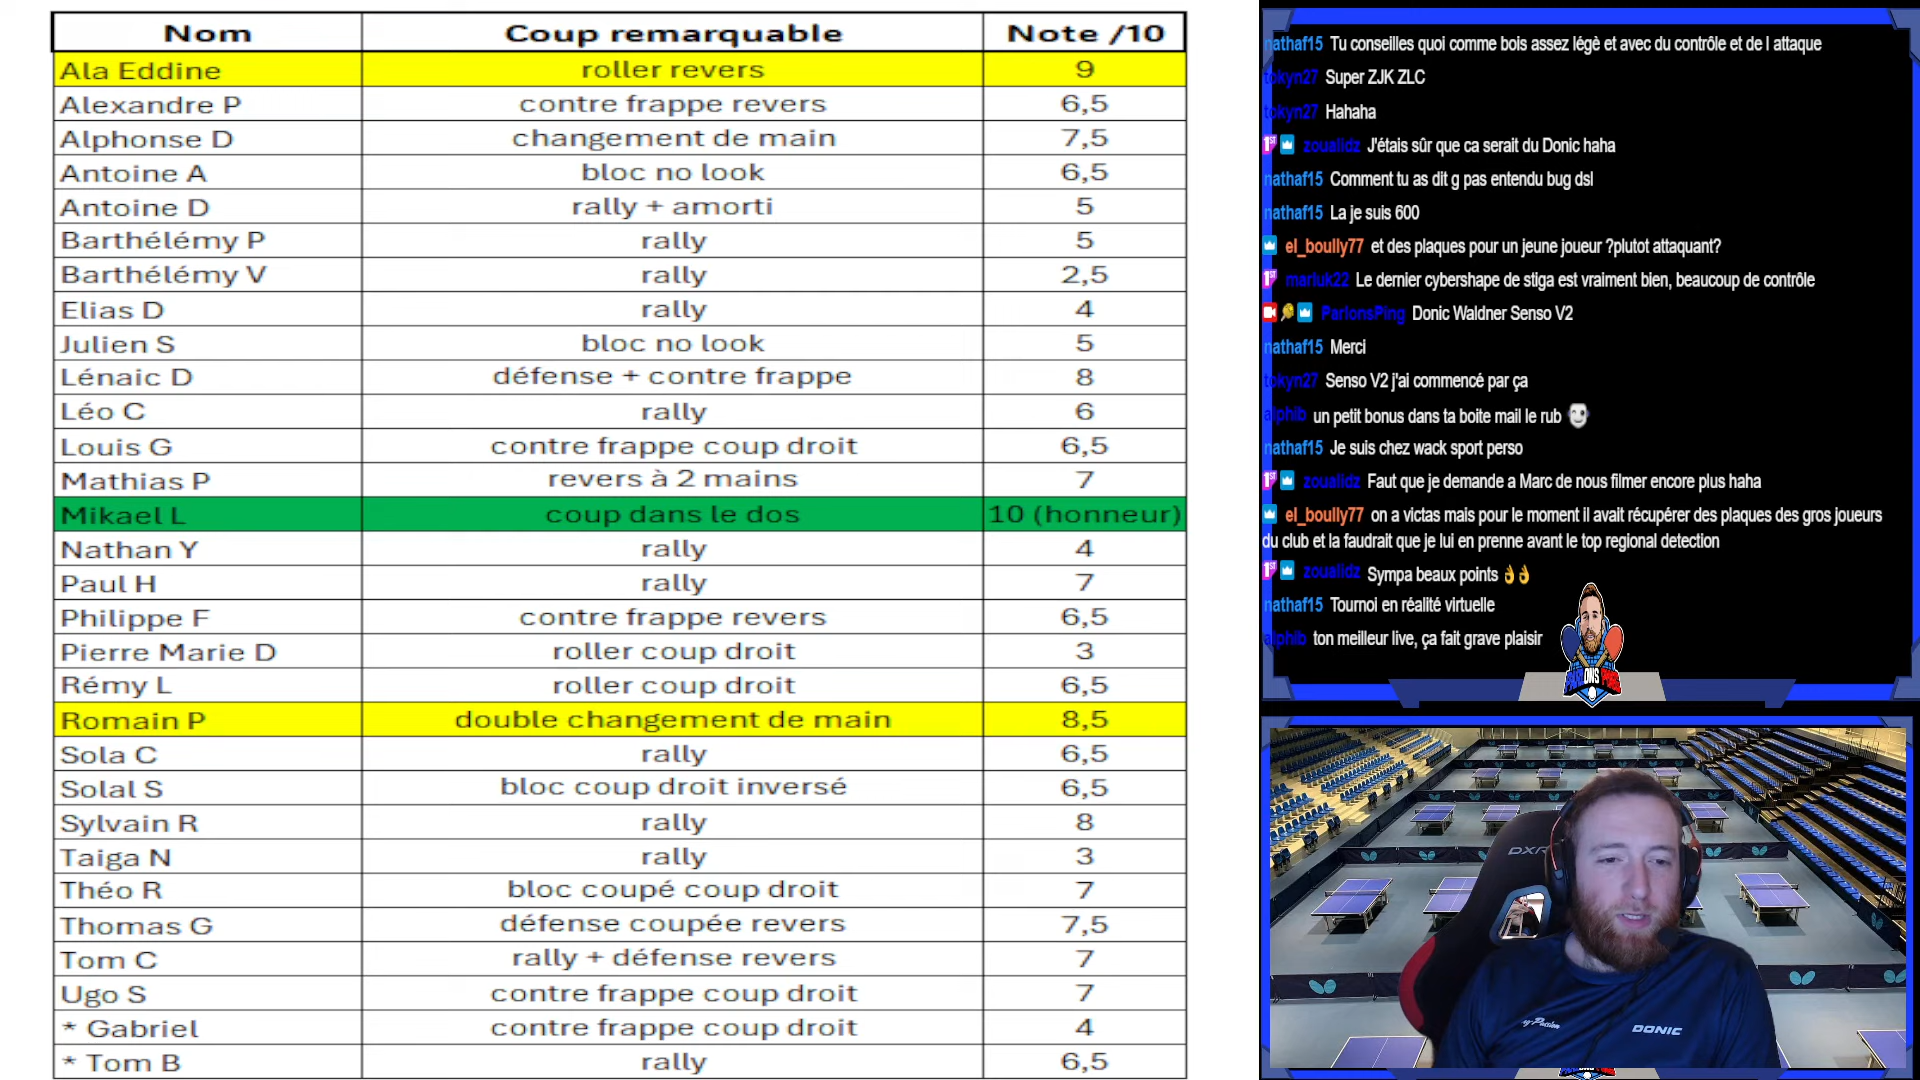 Nom Coup remarquable Note /10
Ala Eddine roller revers 9
Alexandre P contre frappe revers 6,5
Alphonse D changement de main 7,5
Antoine A bloc no look 6,5
Antoine D rally + amorti 5
Barthélémy P rally 5
Barthélémy V rally 2,5
Elias D rally 4
Julien S bloc no look 5
Lénaic D défense + contre frappe 8
Léo C rally 6
Louis G contre frappe coup droit 6,5
Mathias P revers à 2 mains 7
Mikael L coup dans le dos 10 (honneur)
Nathan Y rally 4
Paul H rally 7
Philippe F contre frappe revers 6,5
Pierre Marie D roller coup droit 3
Rémy L roller coup droit 6,5
Romain P double changement de main 8,5
Sola C rally 6,5
Solal S bloc coup droit inversé 6,5
Sylvain R rally 8
Taiga N rally 3
Théo R bloc coupé coup droit 7
Thomas G défense coupée revers 7,5
Tom C rally + défense revers 7
Ugo S contre frappe coup droit 7
* Gabriel contre frappe coup droit 4
* Tom B rally 6,5
nathaf15 Tu conseilles quoi comme bois assez légè et avec du contrôle et de l attaque
tokyn27 Super ZJK ZLC
tokyn27 Hahaha
zoualidz J'étais sûr que ca serait du Donic haha
nathaf15 Comment tu as dit g pas entendu bug dsl
nathaf15 La je suis 600
el_boully77 et des plaques pour un jeune joueur ?plutot attaquant?
marluk22 Le dernier cybershape de stiga est vraiment bien, beaucoup de contrôle
ParlonsPing Donic Waldner Senso V2
nathaf15 Merci
tokyn27 Senso V2 j'ai commencé par ça
alphib un petit bonus dans ta boite mail le rub
nathaf15 Je suis chez wack sport perso
zoualidz Faut que je demande a Marc de nous filmer encore plus haha
el_boully77 on a victas mais pour le moment il avait récupérer des plaques des gros joueurs
du club et la faudrait que je lui en prenne avant le top regional detection
zoualidz Sympa beaux points 👌👌
nathaf15 Tournoi en réalité virtuelle
alphib ton meilleur live, ça fait grave plaisir
PARLONS PING
DXR
DONIC